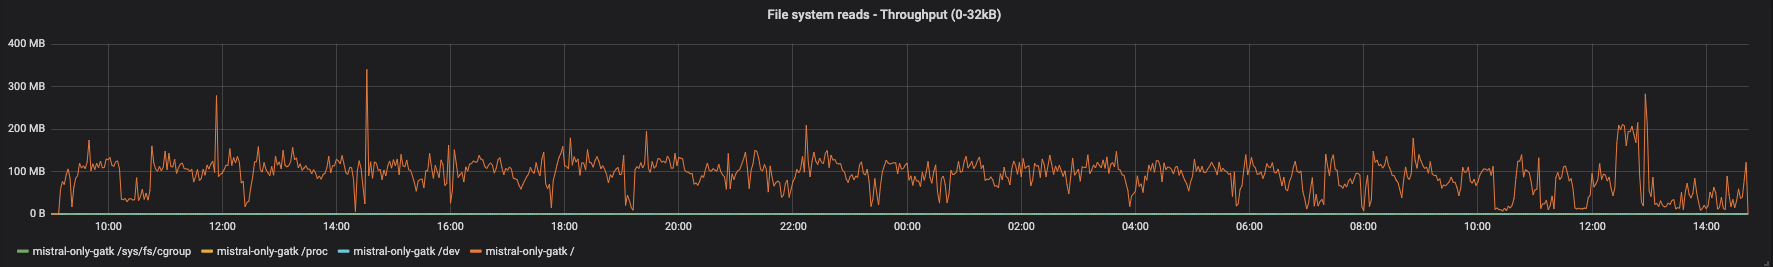 File system reads - Throughput (0-32kB)
400 MB
300 MB
200 MB
100 MB
0 B
10:00 12:00 14:00 16:00 18:00 20:00 22:00 00:00 02:00 04:00 06:00 08:00 10:00 12:00 14:00
mistral-only-gatk /sys/fs/cgroup mistral-only-gatk /proc mistral-only-gatk /dev mistral-only-gatk /